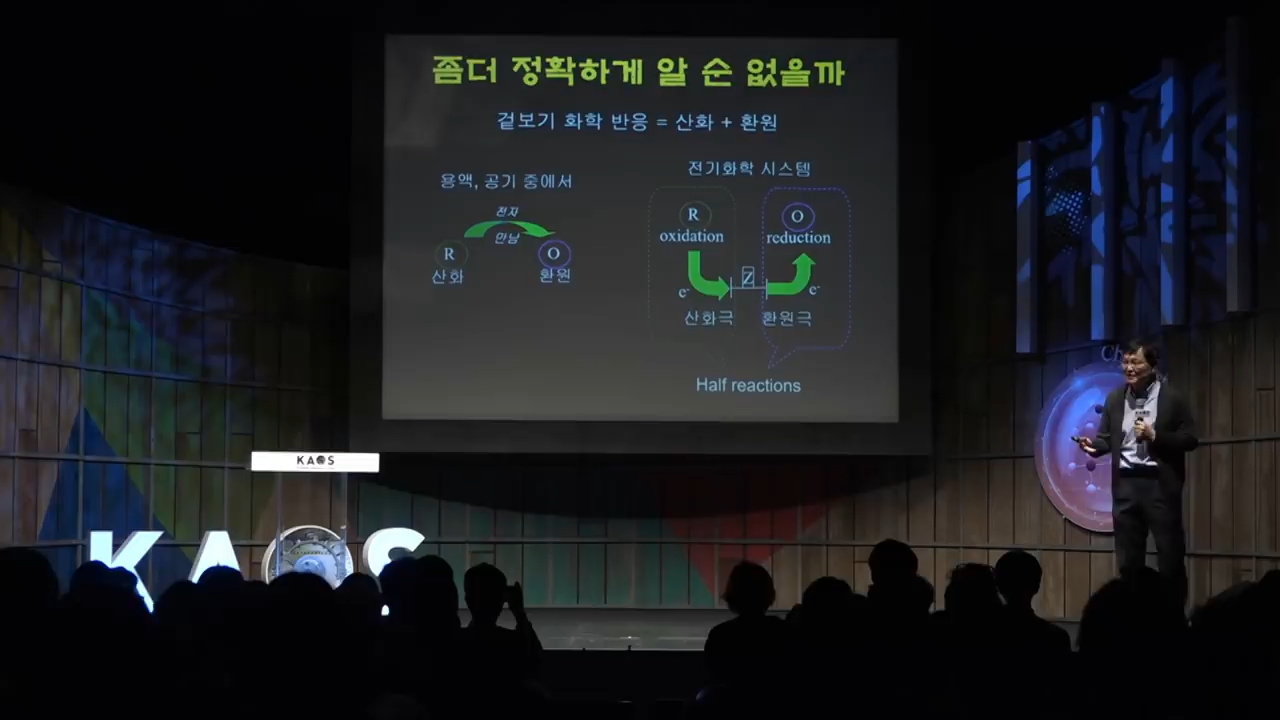 좀더 정확하게 알 순 없을까
겉보기 화학 반응 = 산화 + 환원
용액, 공기 중에서
전자
만남
R
O
산화
환원
전기화학 시스템
R
O
oxidation
reduction
Z
e-
e-
산화극
환원극
Half reactions
Ch
KAOS
KAOS